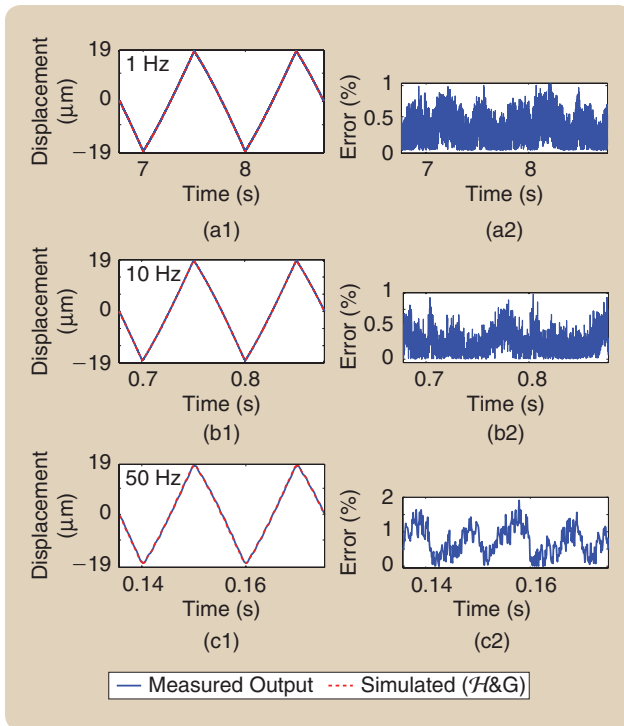 19
0
−19
Displacement
(μm)
1 Hz
7
8
Time (s)
(a1)
1
0.5
0
Error (%)
7
8
Time (s)
(a2)
19
0
−19
Displacement
(μm)
10 Hz
0.7
0.8
Time (s)
(b1)
1
0.5
0
Error (%)
0.7
0.8
Time (s)
(b2)
19
0
−19
Displacement
(μm)
50 Hz
0.14
0.16
Time (s)
(c1)
2
1
0
Error (%)
0.14
0.16
Time (s)
(c2)
Measured Output
Simulated (ℋ&G)